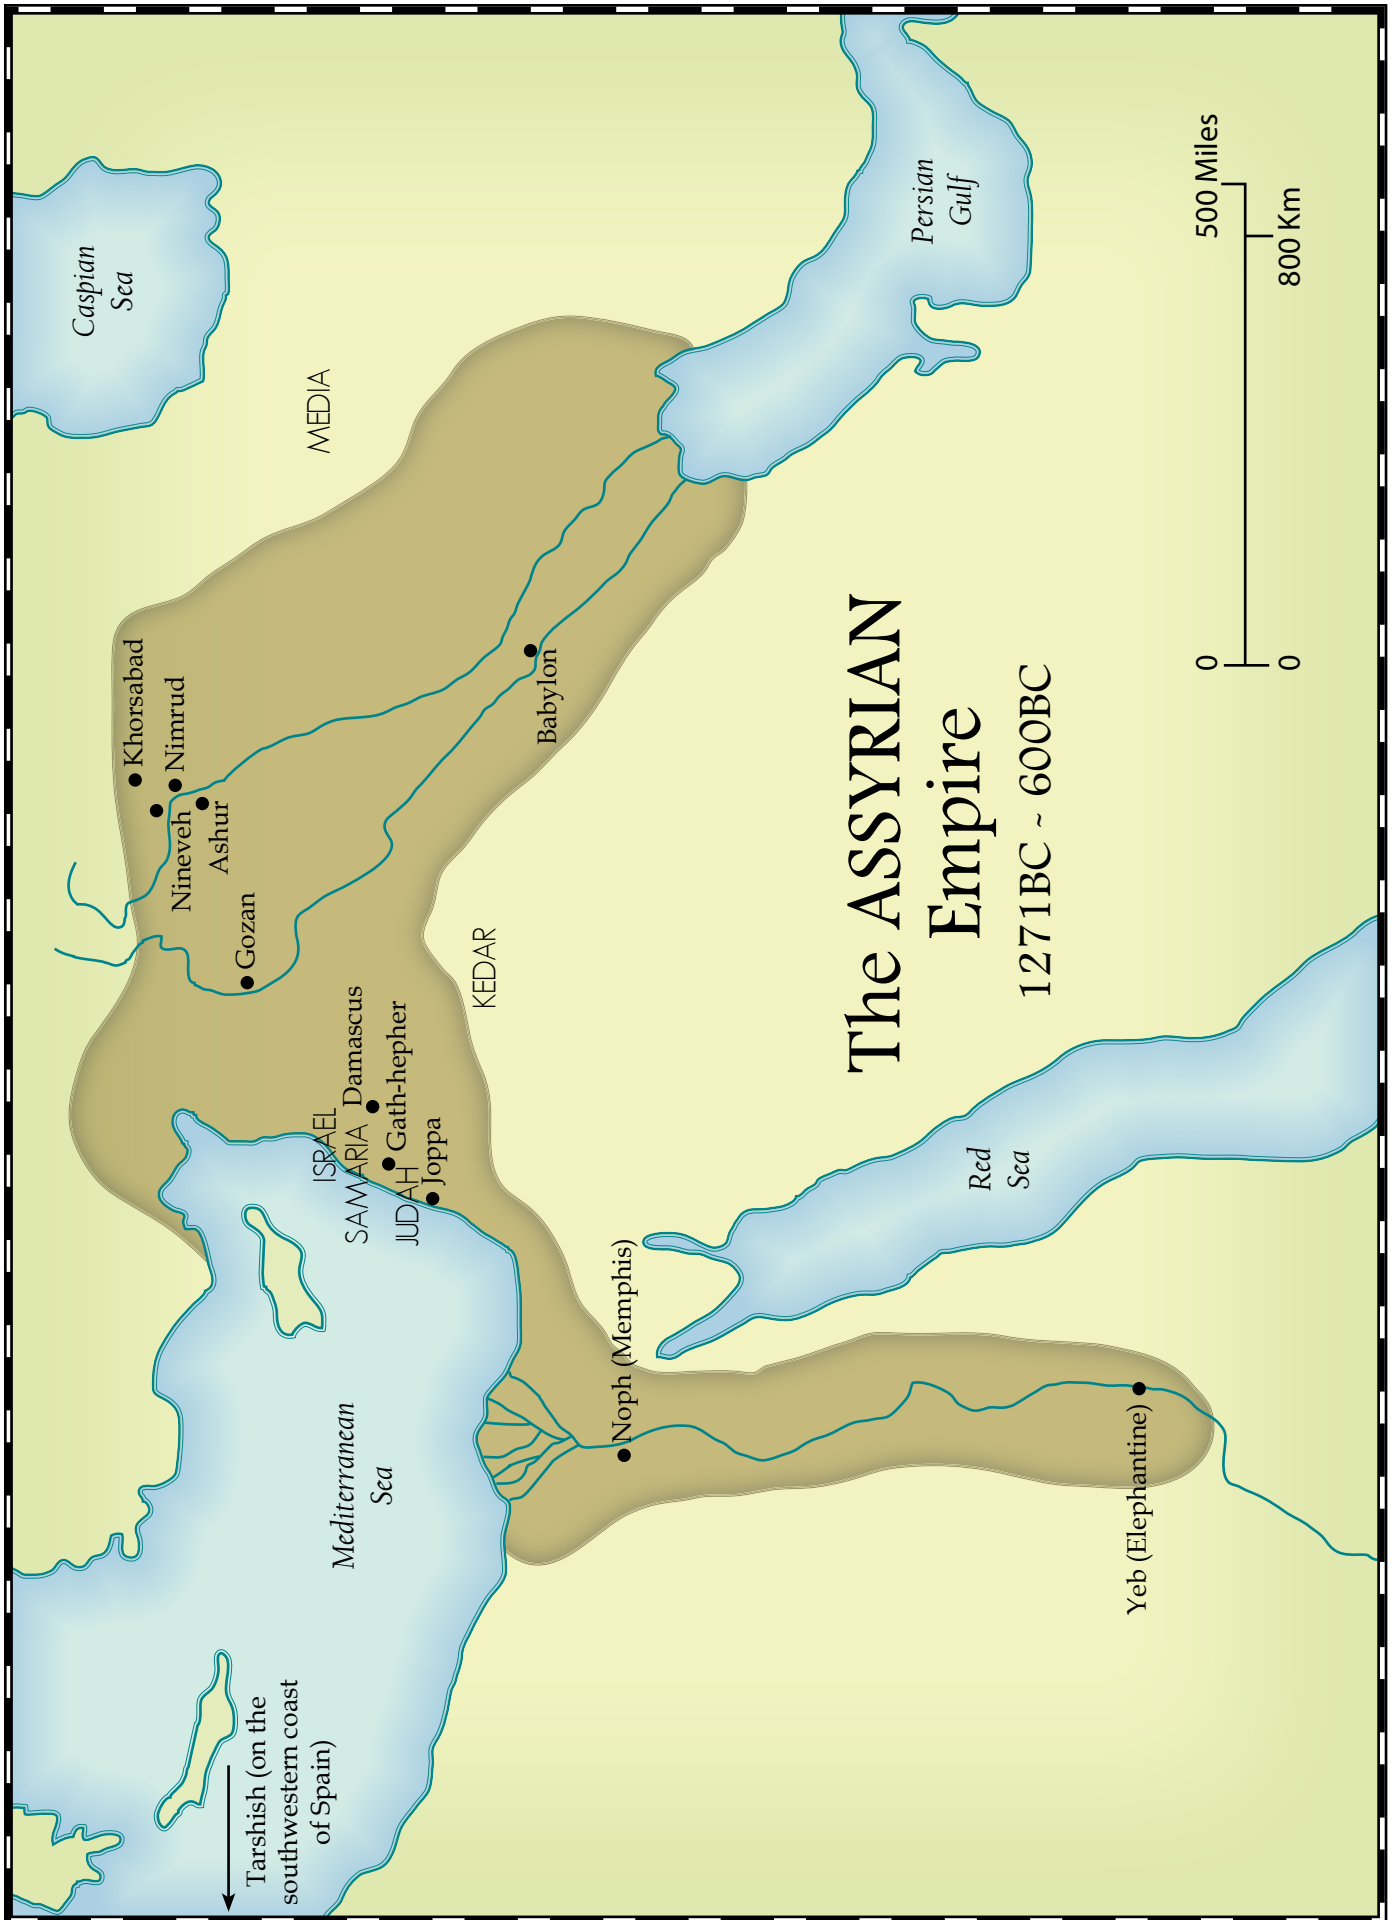 The ASSYRIAN
Empire
1271BC ~ 600BC
Caspian
Sea
MEDIA
Khorsabad
Nimrud
Nineveh
Ashur
Gozan
Babylon
Persian
Gulf
ISRAEL
SAMARIA
Damascus
Gath-hepher
JUDAH
Joppa
KEDAR
Mediterranean
Sea
Tarshish (on the
southwestern coast
of Spain)
Noph (Memphis)
Yeb (Elephantine)
Red
Sea
0
500 Miles
0
800 Km